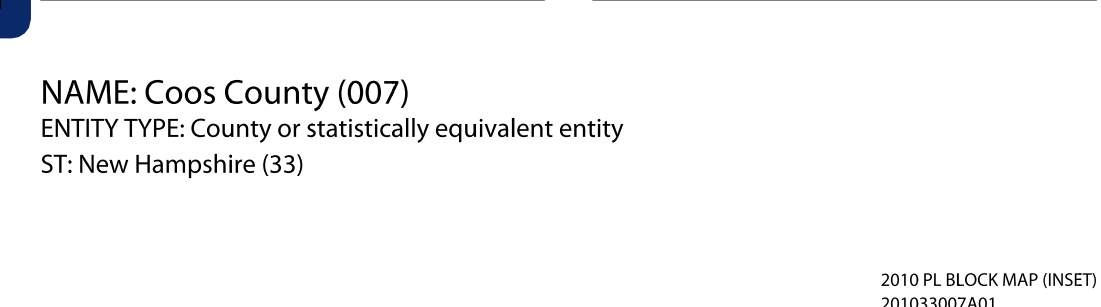 NAME: Coos County (007)
ENTITY TYPE: County or statistically equivalent entity
ST: New Hampshire (33)
2010 PL BLOCK MAP (INSET)
201033007A01